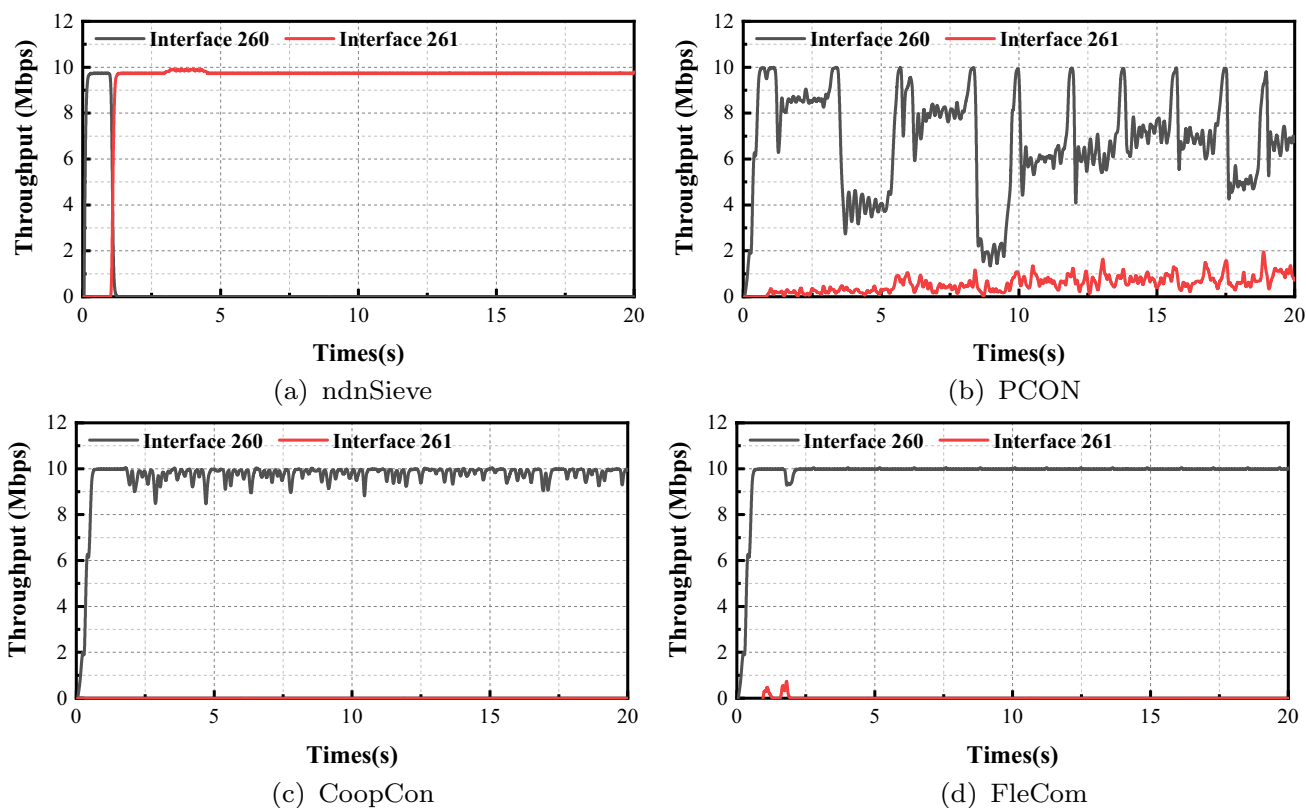 12
10
8
6
4
2
0
Throughput (Mbps)
Interface 260 Interface 261
0 5 10 15 20
Times(s)
(a) ndnSieve
12
10
8
6
4
2
0
Throughput (Mbps)
Interface 260 Interface 261
0 5 10 15 20
Times(s)
(b) PCON
12
10
8
6
4
2
0
Throughput (Mbps)
Interface 260 Interface 261
0 5 10 15 20
Times(s)
(c) CoopCon
12
10
8
6
4
2
0
Throughput (Mbps)
Interface 260 Interface 261
0 5 10 15 20
Times(s)
(d) FleCom